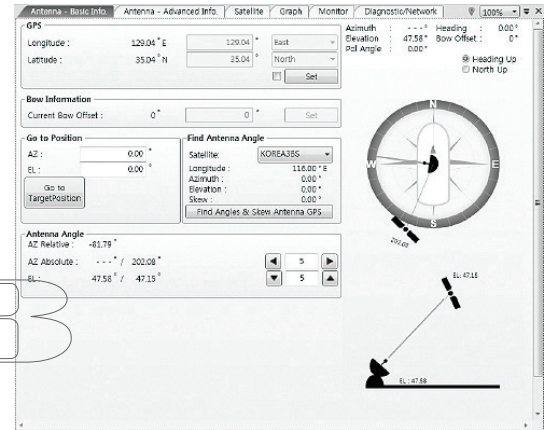 Antenna - Basic Info.
Antenna - Advanced Info.
Satellite
Graph
Monitor
Diagnostic/Network
100%
GPS
Longitude : 129.04 ° E 129.04 ° East
Latitude : 35.04 ° N 35.04 ° North
Set
Bow Information
Current Bow Offset : 0° 0 ° Set
Go to Position
AZ : 0.00 °
EL : 0.00 °
Go to
TargetPosition
Find Antenna Angle
Satellite: KOREA3BS
Longitude : 116.00 ° E
Azimuth : 0.00 °
Elevation : 0.00 °
Skew : 0.00 °
Find Angles & Skew Antenna GPS
Antenna Angle
AZ Relative : -81.79 °
AZ Absolute : - - - ° / 202.08 ° 5
EL : 47.58 ° / 47.15 ° 5
Azimuth : - - - ° Heading : 0.00°
Elevation : 47.58° Bow Offset : 0°
Pol Angle : 0.00°
Heading Up
North Up
N
W
E
S
202.08
EL: 47.15
EL : 47.58